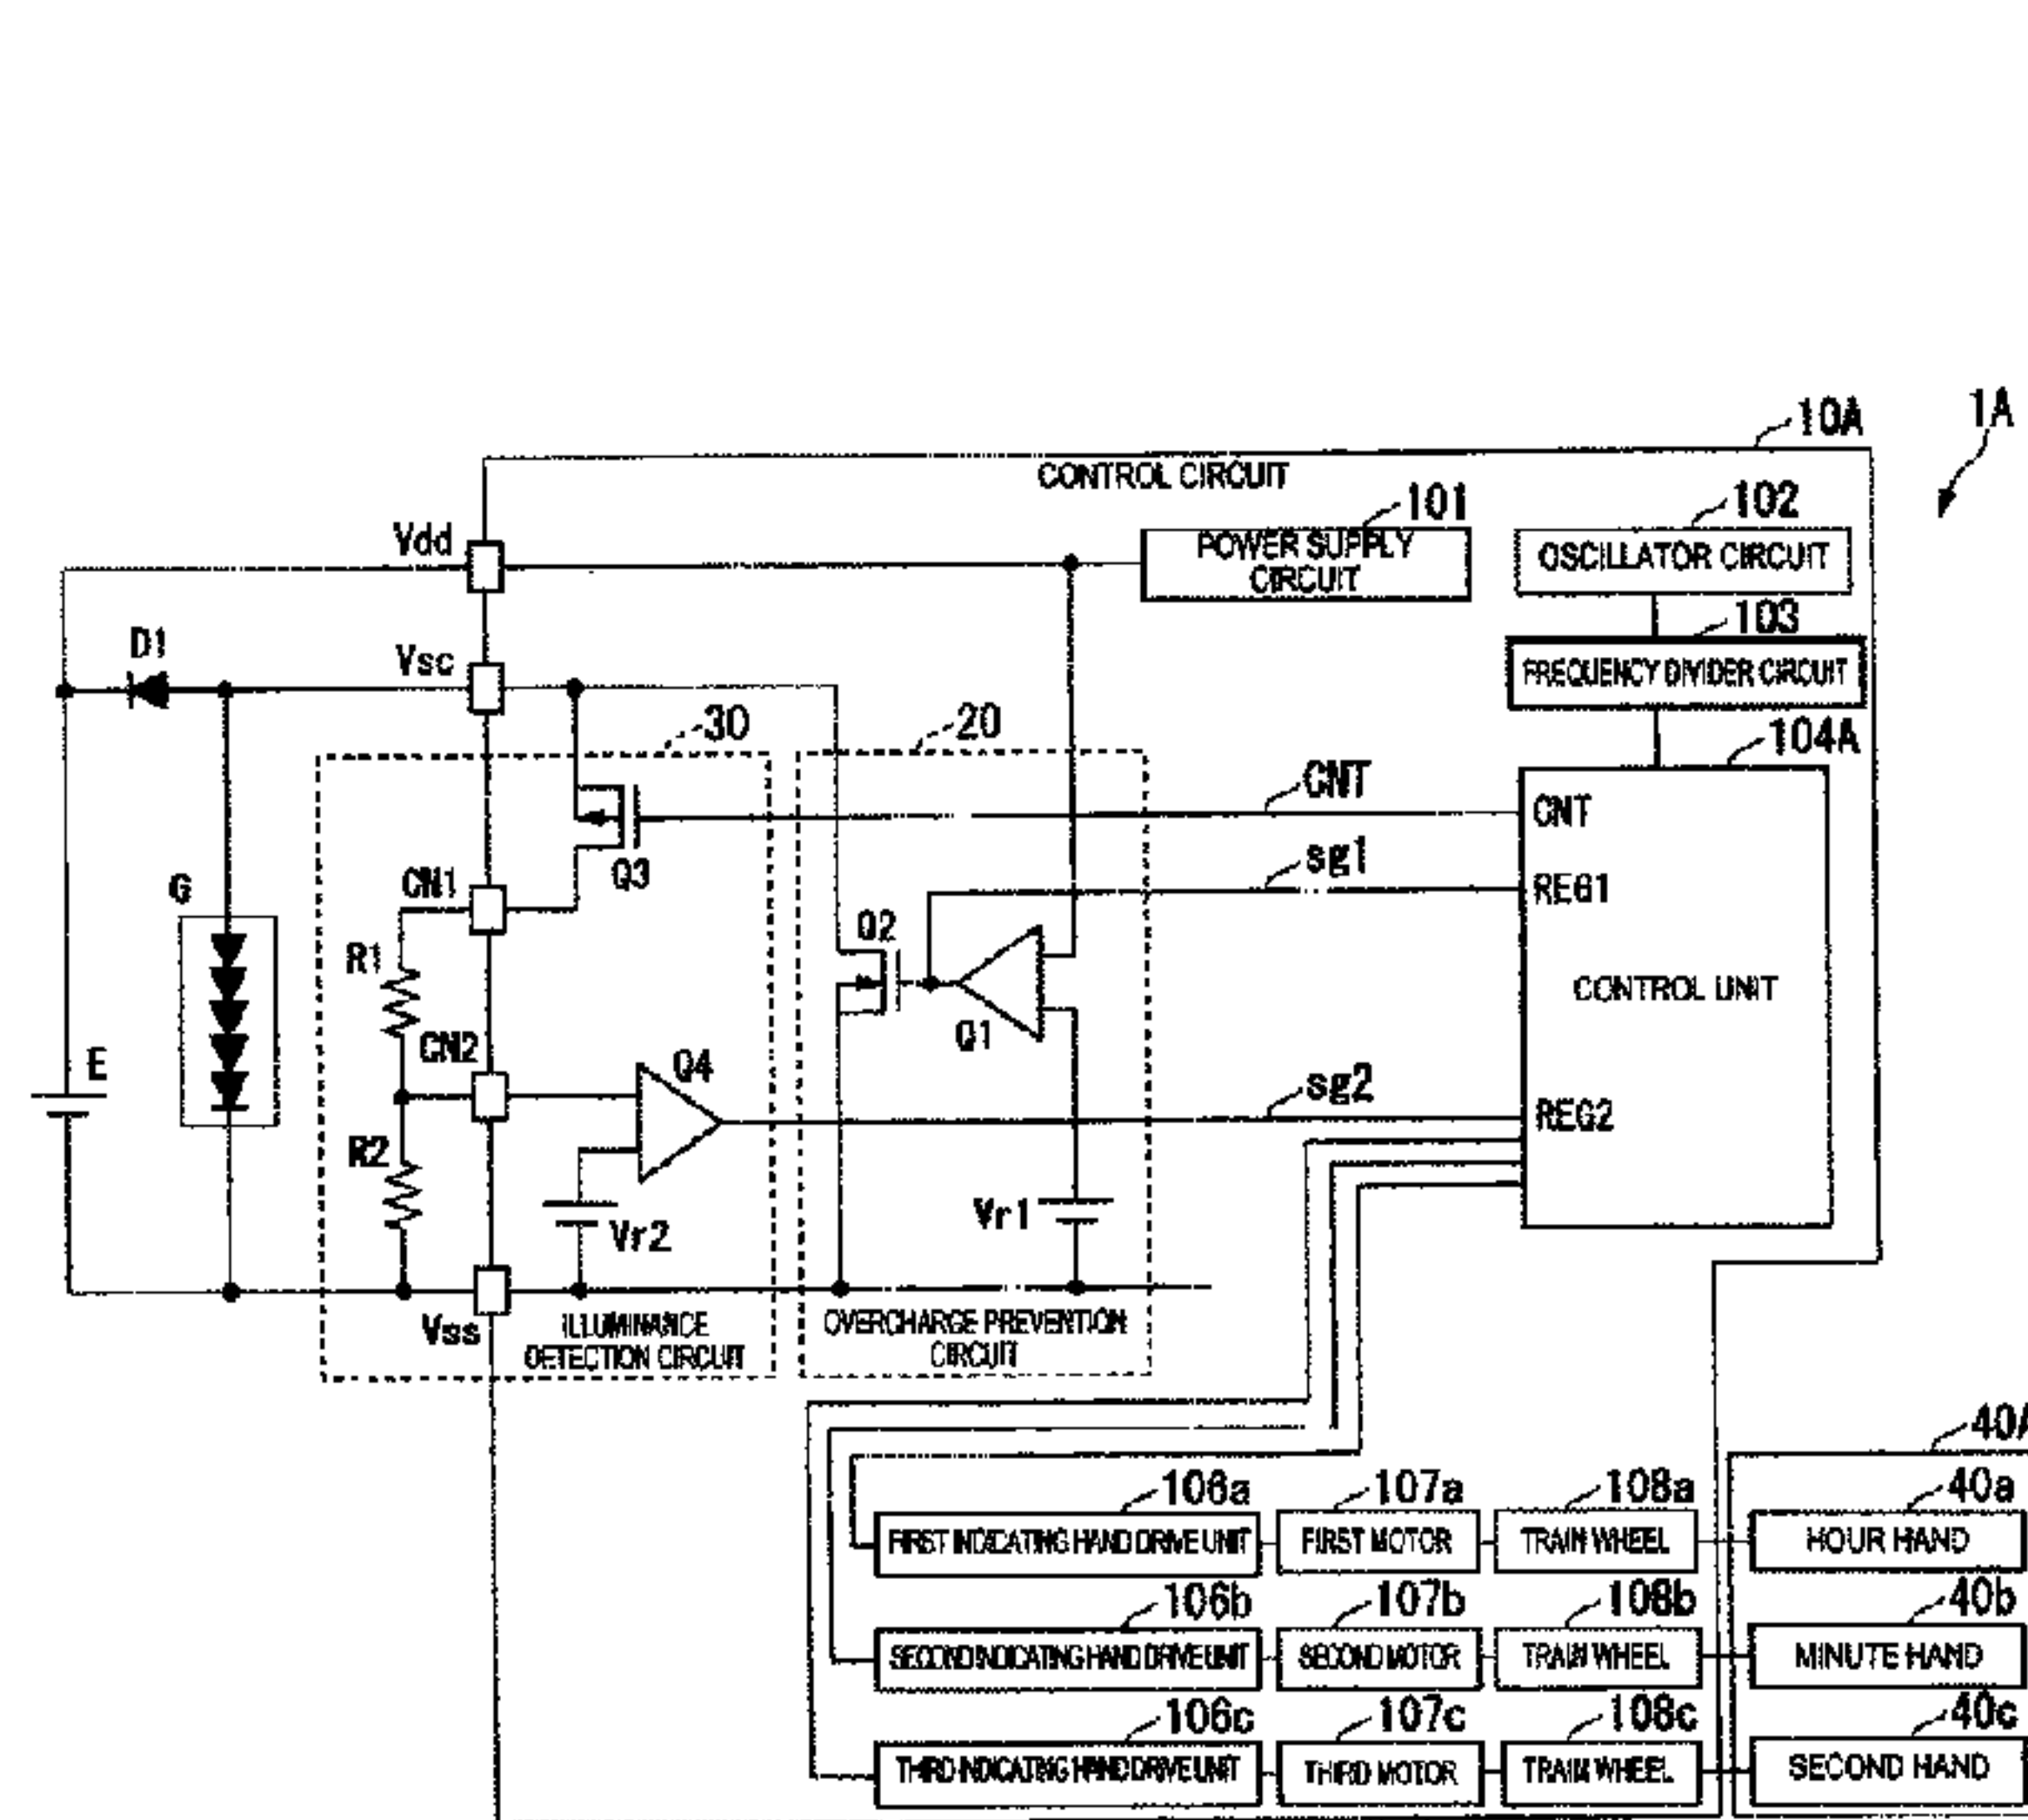 1A
10A
CONTROL CIRCUIT
101
POWER SUPPLY
CIRCUIT
102
OSCILLATOR CIRCUIT
103
FREQUENCY DIVIDER CIRCUIT
104A
Vdd
D1
Vsc
30
20
CNT
CNT
sg1
REG1
CONTROL UNIT
sg2
REG2
Q3
G
CN1
R1
Q2
Q1
CN2
Q4
E
R2
Vr2
Vr1
Vss
ILLUMINANCE
DETECTION CIRCUIT
OVERCHARGE PREVENTION
CIRCUIT
106a
107a
108a
40a
FIRST INDICATING HAND DRIVE UNIT
FIRST MOTOR
TRAIN WHEEL
HOUR HAND
106b
107b
108b
40b
SECOND INDICATING HAND DRIVE UNIT
SECOND MOTOR
TRAIN WHEEL
MINUTE HAND
106c
107c
108c
40c
THIRD INDICATING HAND DRIVE UNIT
THIRD MOTOR
TRAIN WHEEL
SECOND HAND